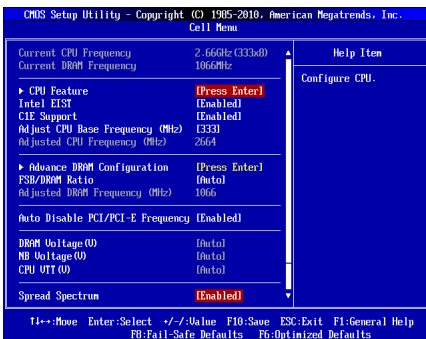 CMOS Setup Utility - Copyright (C) 1985-2010, American Megatrends, Inc.
Cell Menu
Current CPU Frequency 2.66GHz(333x8)
Current DRAM Frequency 1066MHz
▶ CPU Feature [Press Enter]
Intel EIST [Enabled]
C1E Support [Enabled]
Adjust CPU Base Frequency (MHz) [333]
Adjusted CPU Frequency (MHz) 2664
▶ Advance DRAM Configuration [Press Enter]
FSB/DRAM Ratio [Auto]
Adjusted DRAM Frequency (MHz) 1066
Auto Disable PCI/PCI-E Frequency [Enabled]
DRAM Voltage(V) [Auto]
NB Voltage(V) [Auto]
CPU VTT(V) [Auto]
Spread Spectrum [Enabled]
Help Item
Configure CPU.
↑↓←→:Move Enter:Select +/-/:Value F10:Save ESC:Exit F1:General Help
F8:Fail-Safe Defaults F6:Optimized Defaults